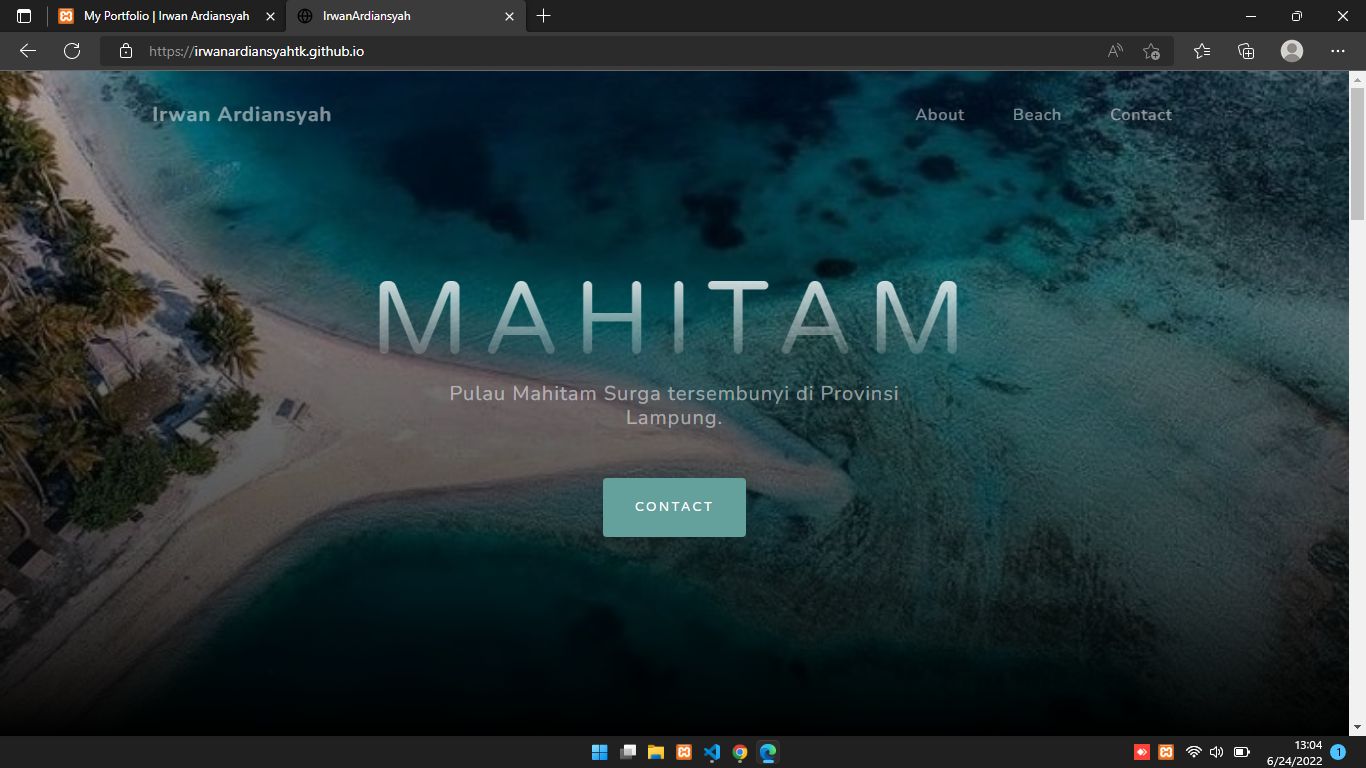 My Portfolio | Irwan Ardiansyah
IrwanArdiansyah
https://irwanardiansyahtk.github.io
Irwan Ardiansyah
About
Beach
Contact
MAHITAM
Pulau Mahitam Surga tersembunyi di Provinsi
Lampung.
CONTACT
13:04
6/24/2022
1